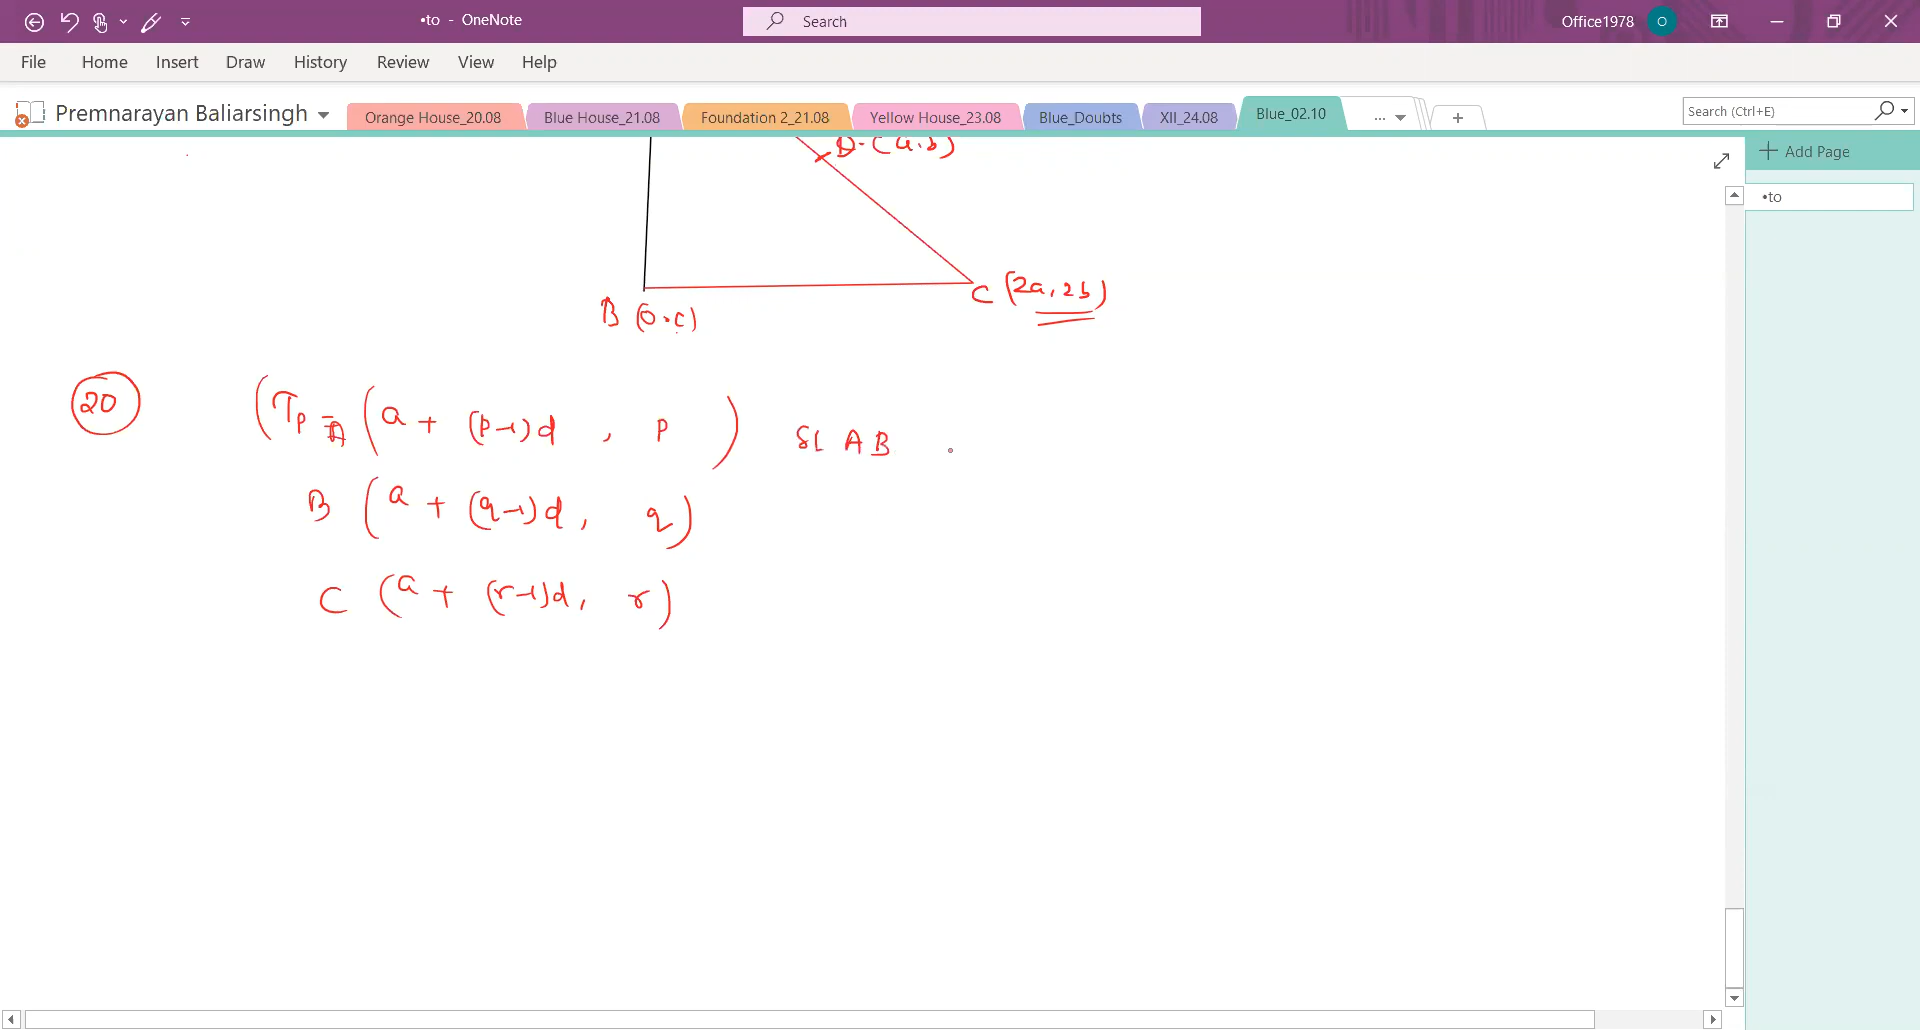 •to - OneNote
Search
Office1978
O
File Home Insert Draw History Review View Help
Premnarayan Baliarsingh
Orange House_20.08
Blue House_21.08
Foundation 2_21.08
Yellow House_23.08
Blue_Doubts
XII_24.08
Blue_02.10
...
Search (Ctrl+E)
Add Page
•to
D·(a,b)
C (2a, 2b)
B (0·c)
20
(Tp = A (a + (p-1)d , p) SL AB
B (a + (q-1)d, q)
C (a + (r-1)d, r)